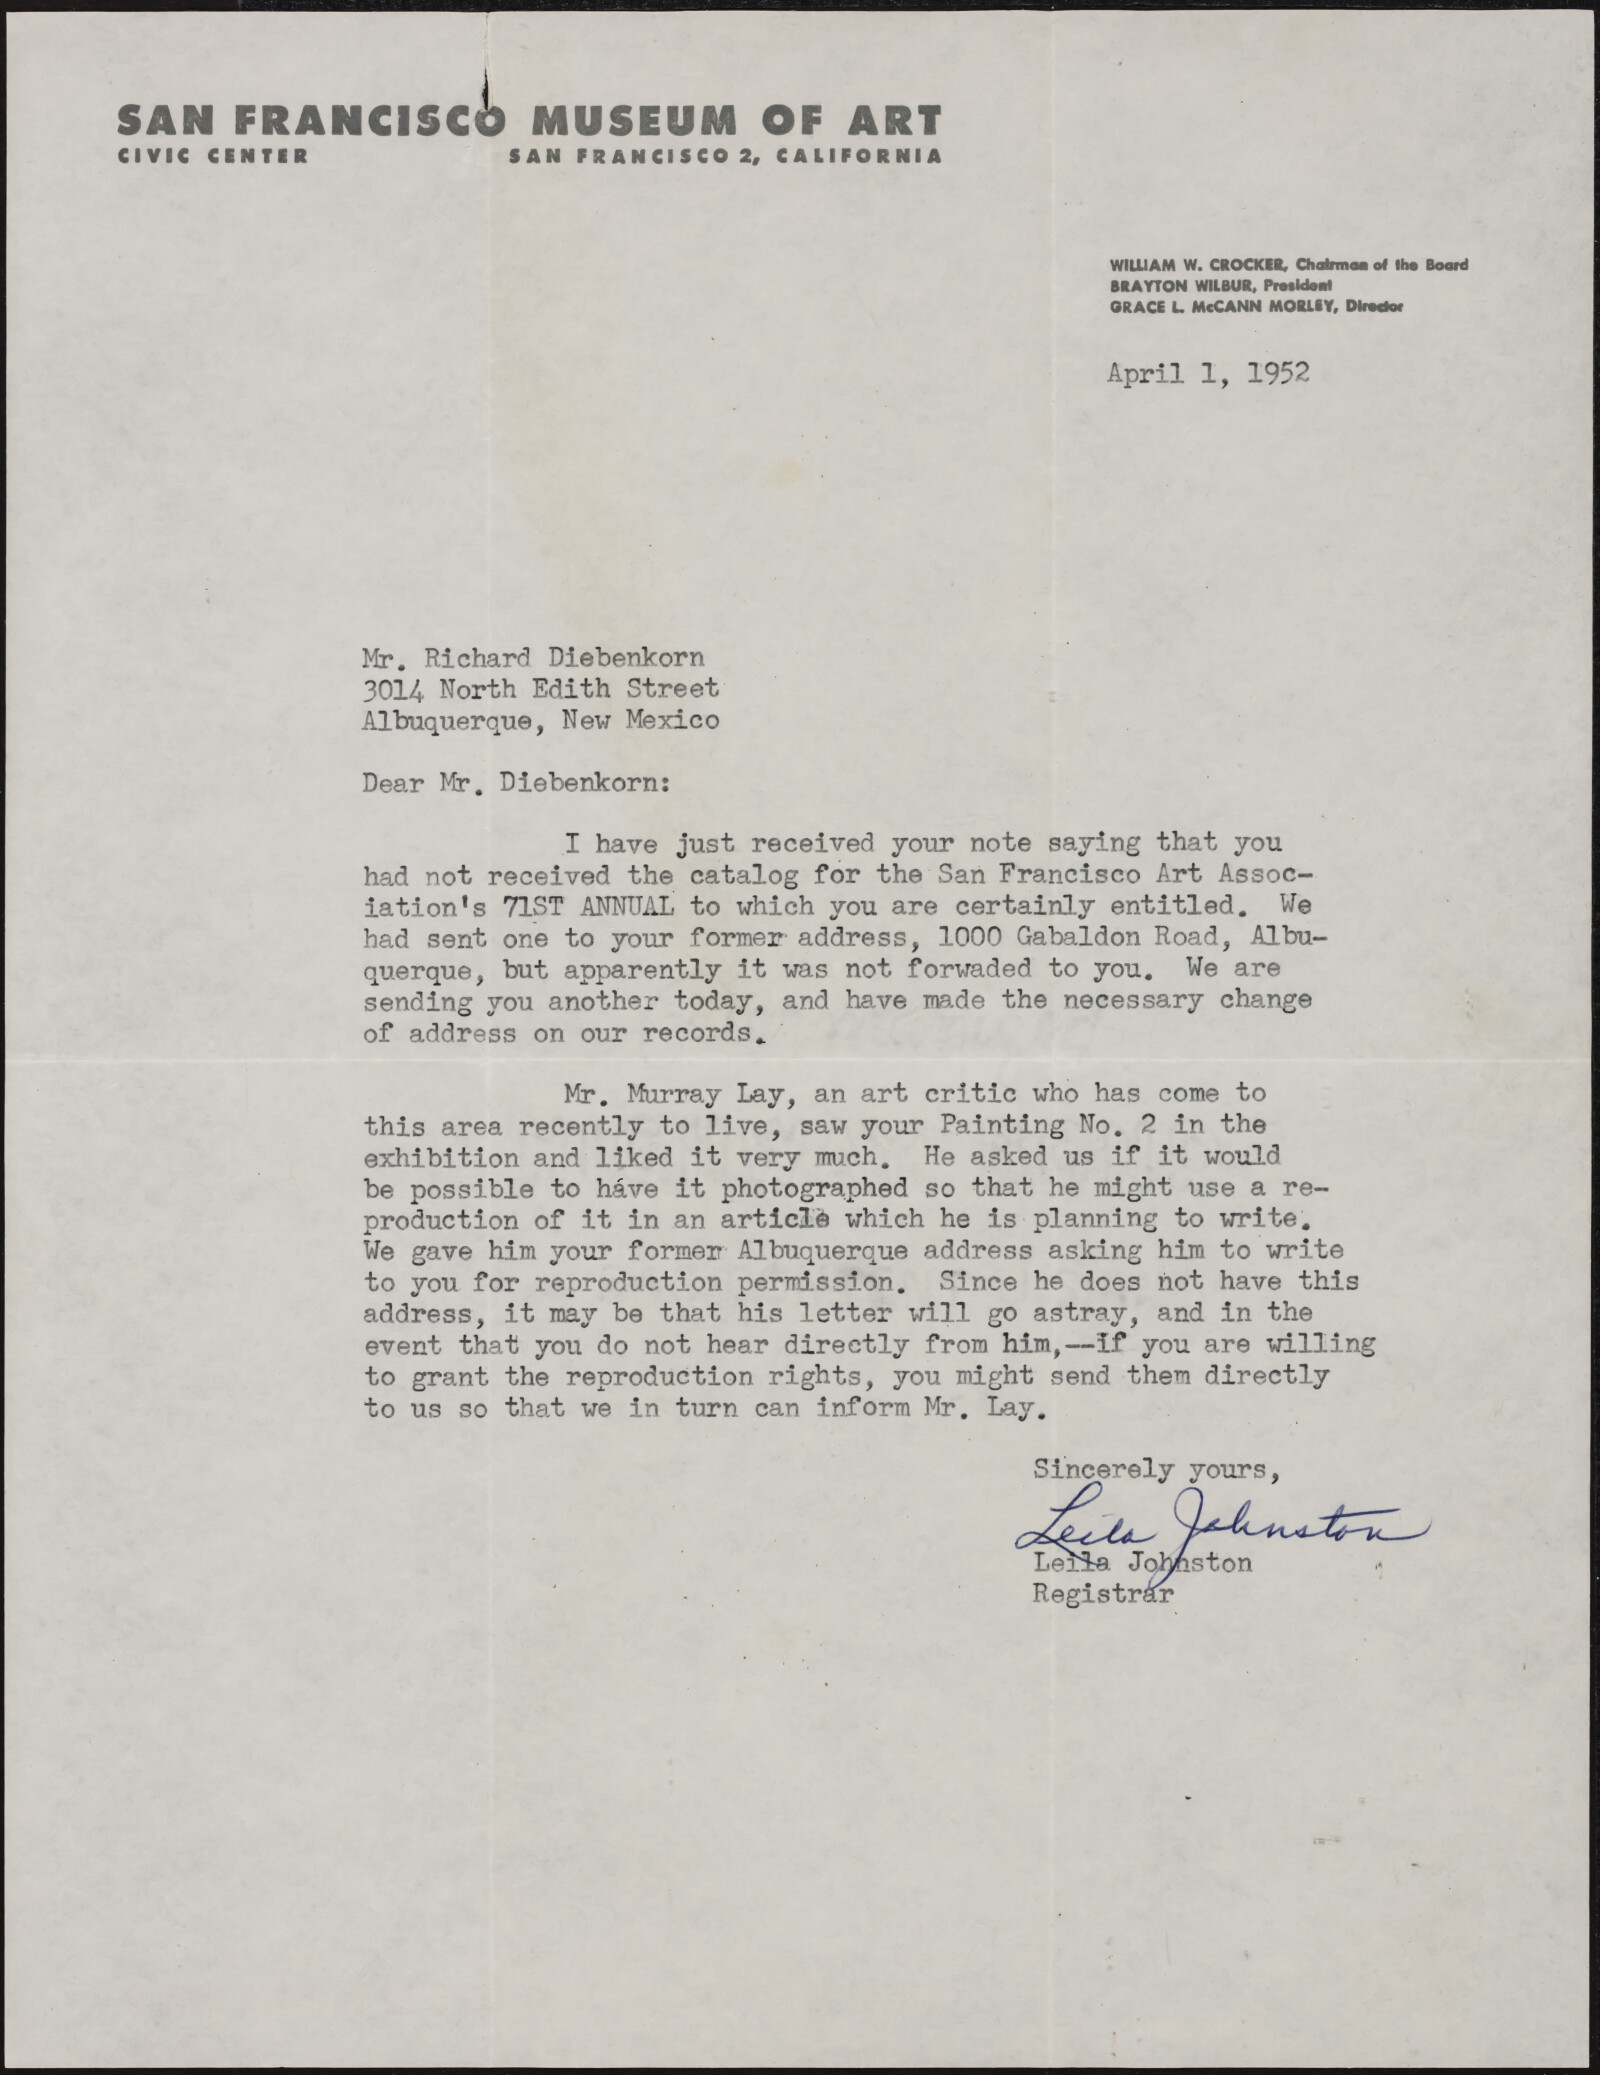 SAN FRANCISCO MUSEUM OF ART
CIVIC CENTER SAN FRANCISCO 2, CALIFORNIA
WILLIAM W. CROCKER, Chairman of the Board
BRAYTON WILBUR, President
GRACE L. McCANN MORLEY, Director
April 1, 1952
Mr. Richard Diebenkorn
3014 North Edith Street
Albuquerque, New Mexico
Dear Mr. Diebenkorn:
I have just received your note saying that you
had not received the catalog for the San Francisco Art Assoc-
iation's 71ST ANNUAL to which you are certainly entitled. We
had sent one to your former address, 1000 Gabaldon Road, Albu-
querque, but apparently it was not forwaded to you. We are
sending you another today, and have made the necessary change
of address on our records.
Mr. Murray Lay, an art critic who has come to
this area recently to live, saw your Painting No. 2 in the
exhibition and liked it very much. He asked us if it would
be possible to have it photographed so that he might use a re-
production of it in an article which he is planning to write.
We gave him your former Albuquerque address asking him to write
to you for reproduction permission. Since he does not have this
address, it may be that his letter will go astray, and in the
event that you do not hear directly from him,--if you are willing
to grant the reproduction rights, you might send them directly
to us so that we in turn can inform Mr. Lay.
Sincerely yours,
Leila Johnston
Leila Johnston
Registrar